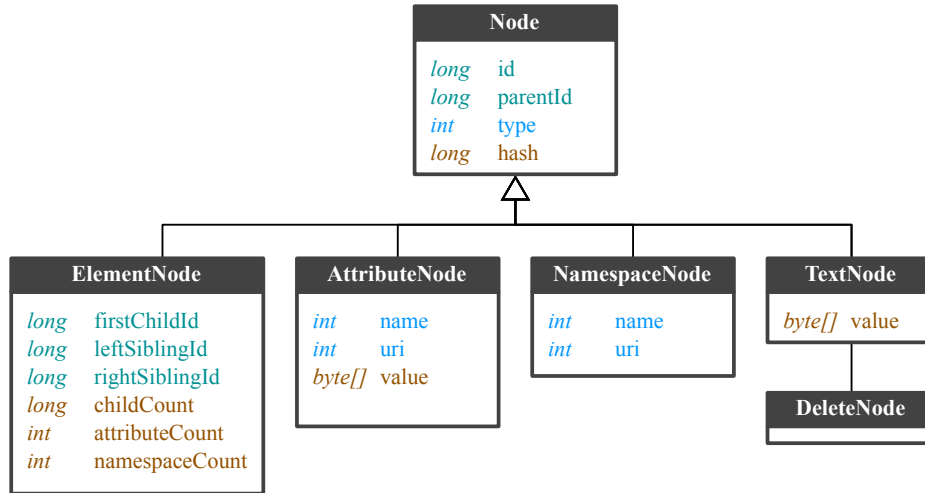 Node
long id
long parentId
int type
long hash
ElementNode
long firstChildId
long leftSiblingId
long rightSiblingId
long childCount
int attributeCount
int namespaceCount
AttributeNode
int name
int uri
byte[] value
NamespaceNode
int name
int uri
TextNode
byte[] value
DeleteNode